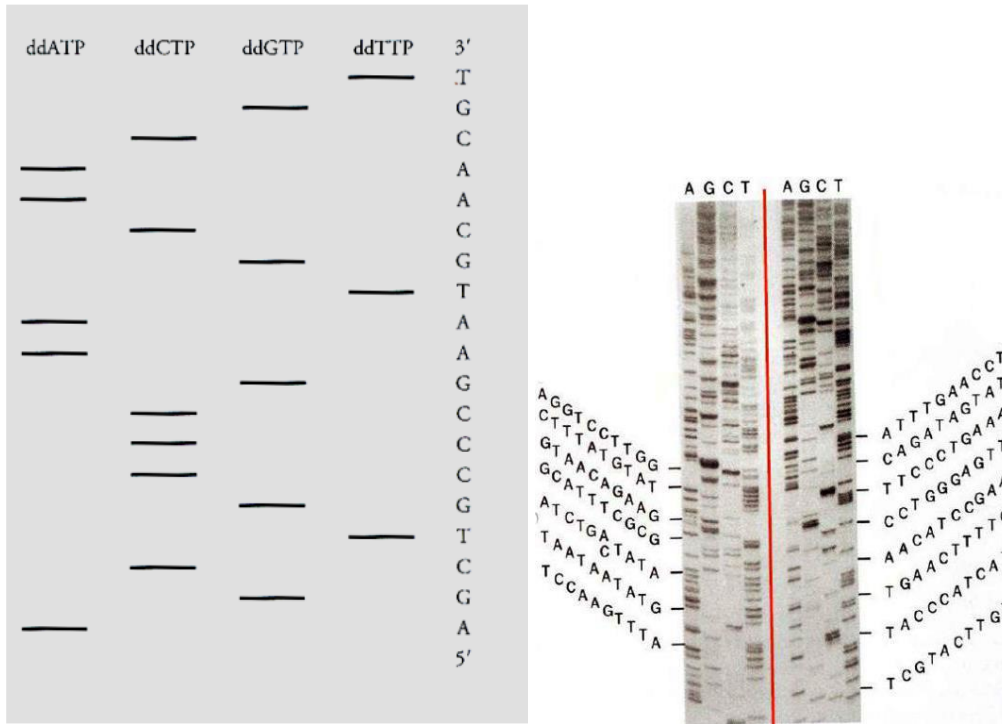 ddATP ddCTP ddGTP ddTTP 3′
T
G
C
A
A
C
G
T
A
A
G
C
C
C
G
T
C
G
A
5′
A G C T A G C T
AGGTCCTTGG
CTTTATGTAT
GTAACAGAAG
GCATTTCGCG
ATCTGACTATA
TAATAATATG
TCCAAGTTTA
ATTTGAACCT
CAGATAGTAT
TTCCCTGAAA
CCTGGGAGTT
AACATCCGAA
TGAACTTTT
TACCCATCA
TCGTACTTG